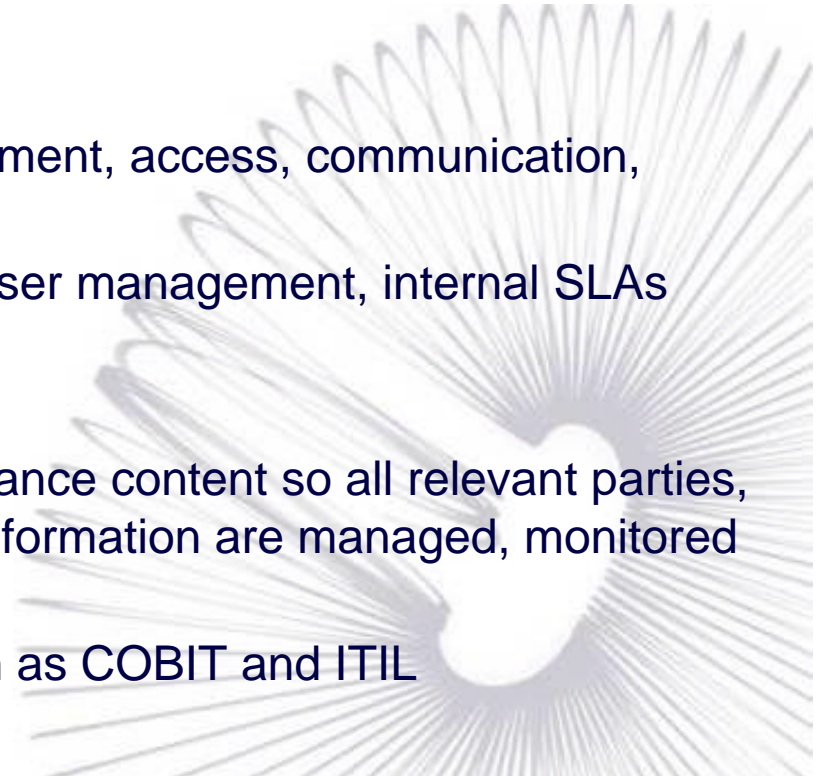 ment, access, communication,
ser management, internal SLAs
ance content so all relevant parties,
formation are managed, monitored
as COBIT and ITIL